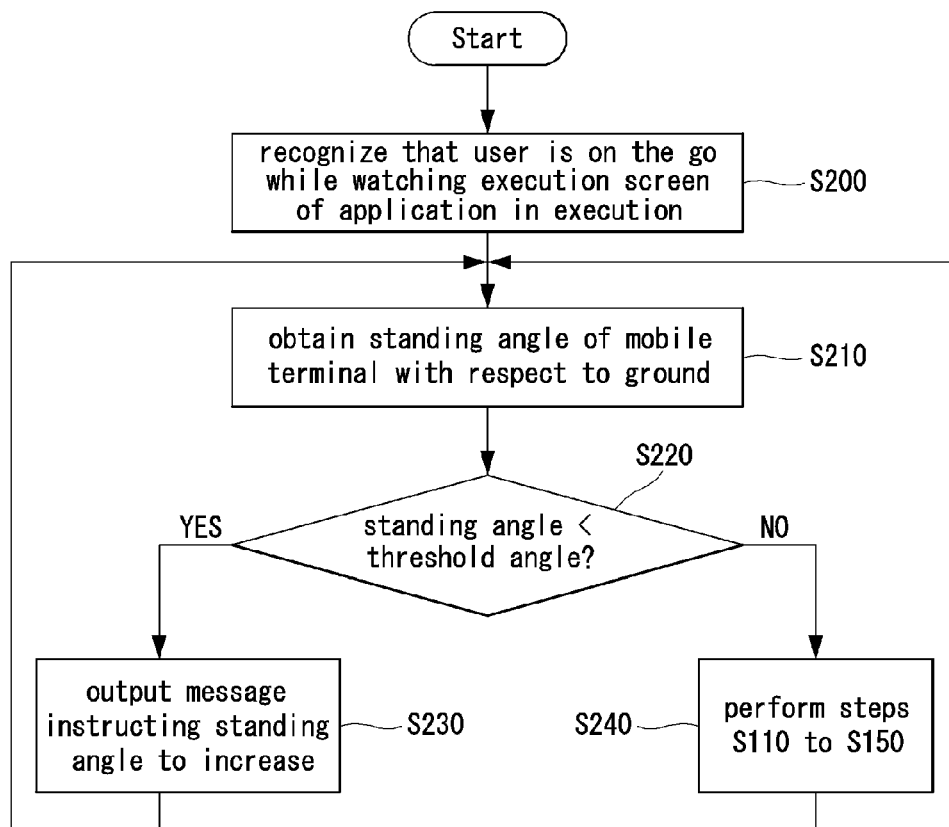 Start
recognize that user is on the go
while watching execution screen
of application in execution
S200
obtain standing angle of mobile
terminal with respect to ground
S210
S220
YES
standing angle <
threshold angle?
NO
output message
instructing standing
angle to increase
S230
S240
perform steps
S110 to S150